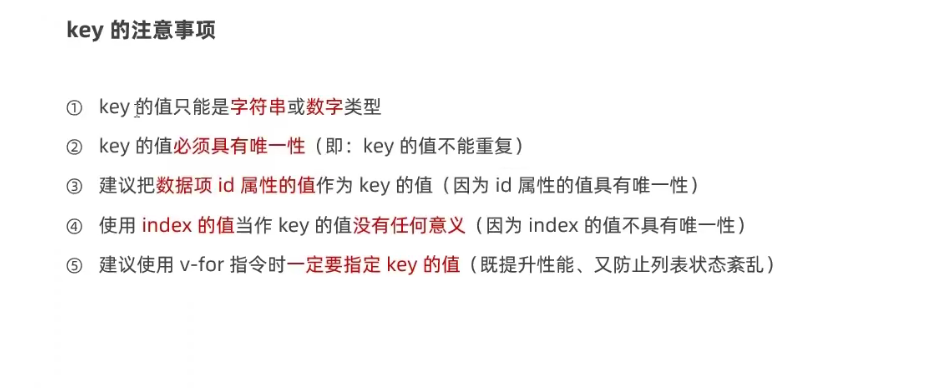 key 的注意事项
① key 的值只能是字符串或数字类型
② key 的值必须具有唯一性（即：key 的值不能重复）
③ 建议把数据项 id 属性的值作为 key 的值（因为 id 属性的值具有唯一性）
④ 使用 index 的值当作 key 的值没有任何意义（因为 index 的值不具有唯一性）
⑤ 建议使用 v-for 指令时一定要指定 key 的值（既提升性能、又防止列表状态紊乱）